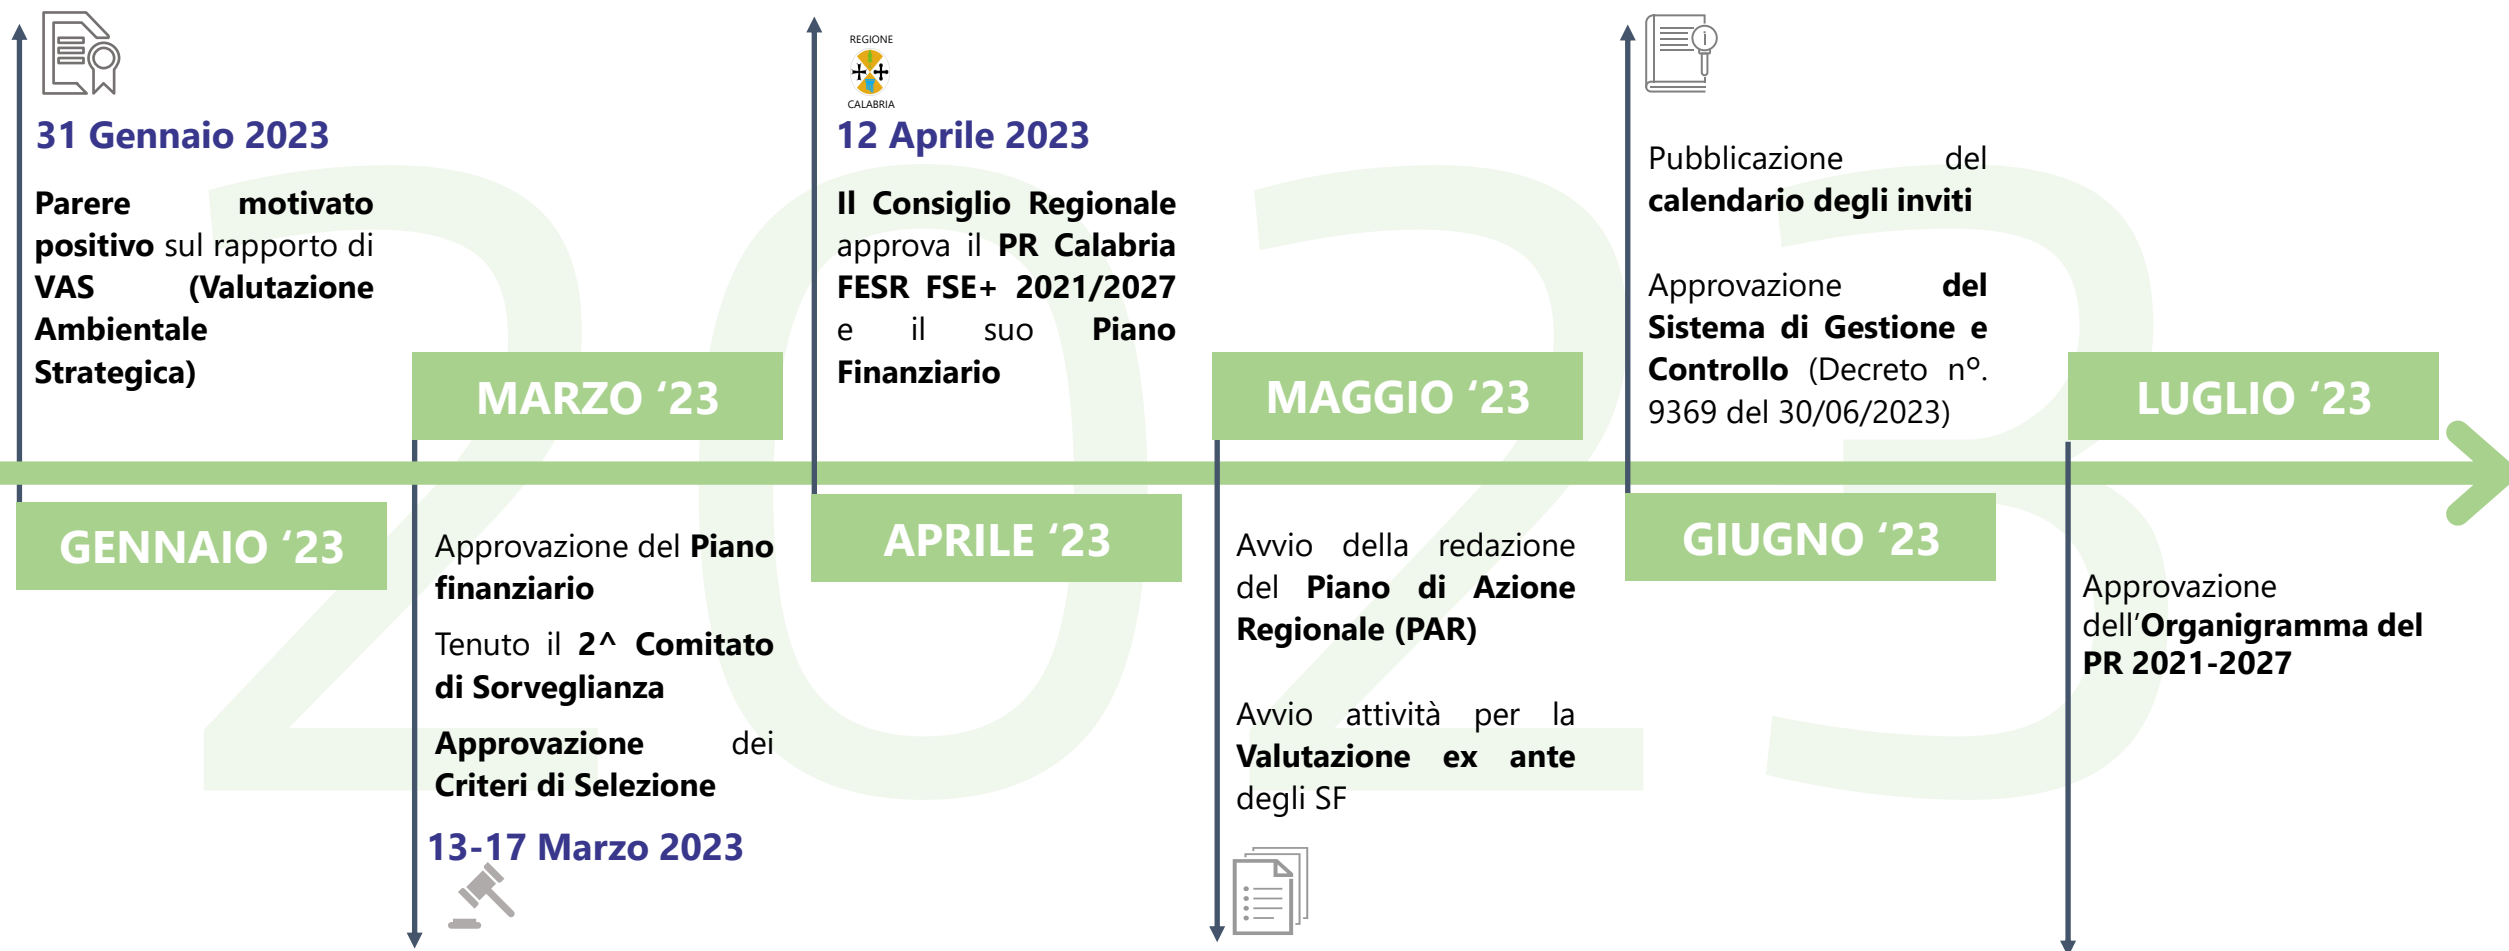 31 Gennaio 2023
Parere motivato
positivo sul rapporto di
VAS (Valutazione
Ambientale
Strategica)
GENNAIO ‘23
MARZO ‘23
Approvazione del Piano
finanziario
Tenuto il 2^ Comitato
di Sorveglianza
Approvazione dei
Criteri di Selezione
13-17 Marzo 2023
REGIONE
CALABRIA
12 Aprile 2023
Il Consiglio Regionale
approva il PR Calabria
FESR FSE+ 2021/2027
e il suo Piano
Finanziario
APRILE ‘23
MAGGIO ‘23
Avvio della redazione
del Piano di Azione
Regionale (PAR)
Avvio attività per la
Valutazione ex ante
degli SF
Pubblicazione del
calendario degli inviti
Approvazione del
Sistema di Gestione e
Controllo (Decreto n°.
9369 del 30/06/2023)
GIUGNO ‘23
LUGLIO ‘23
Approvazione
dell’Organigramma del
PR 2021-2027
2023